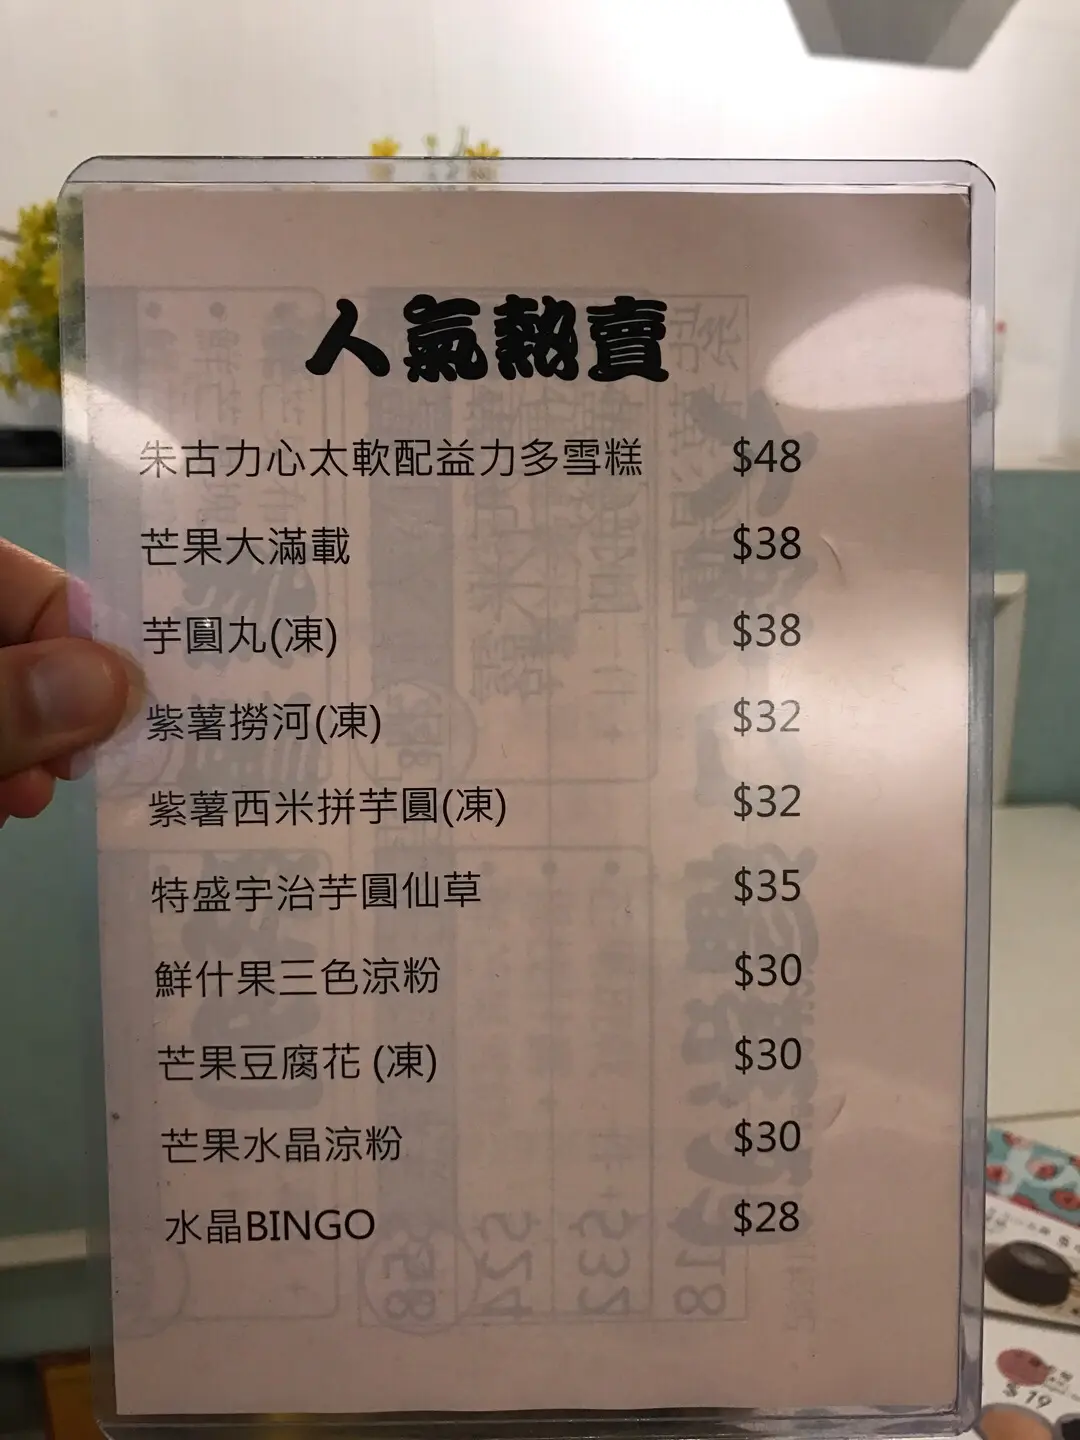 人氣熱賣
朱古力心太軟配益力多雪糕 $48
芒果大滿載 $38
芋圓丸(凍) $38
紫薯撈河(凍) $32
紫薯西米拼芋圓(凍) $32
特盛宇治芋圓仙草 $35
鮮什果三色涼粉 $30
芒果豆腐花 (凍) $30
芒果水晶涼粉 $30
水晶BINGO $28
$19